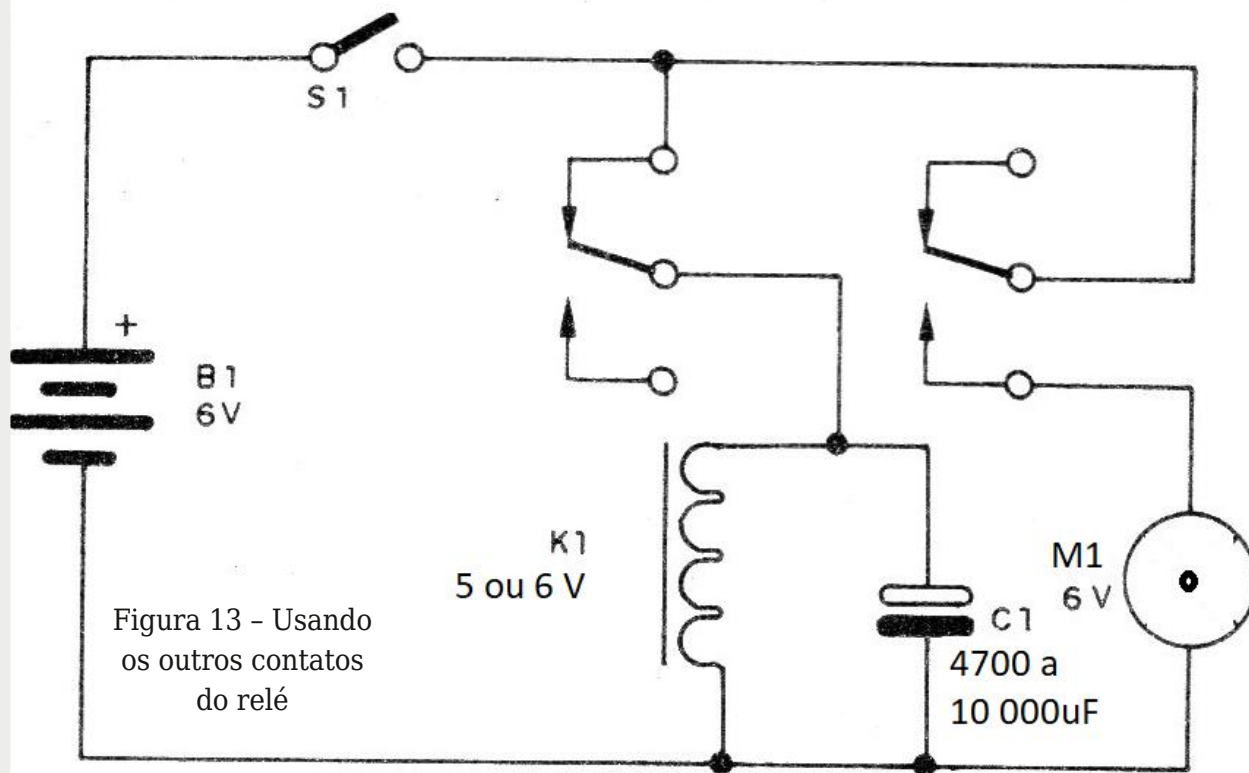 S1
+
B1
6V
K1
5 ou 6 V
M1
6 V
C1
4700 a
10 000uF
Figura 13 – Usando
os outros contatos
do relé